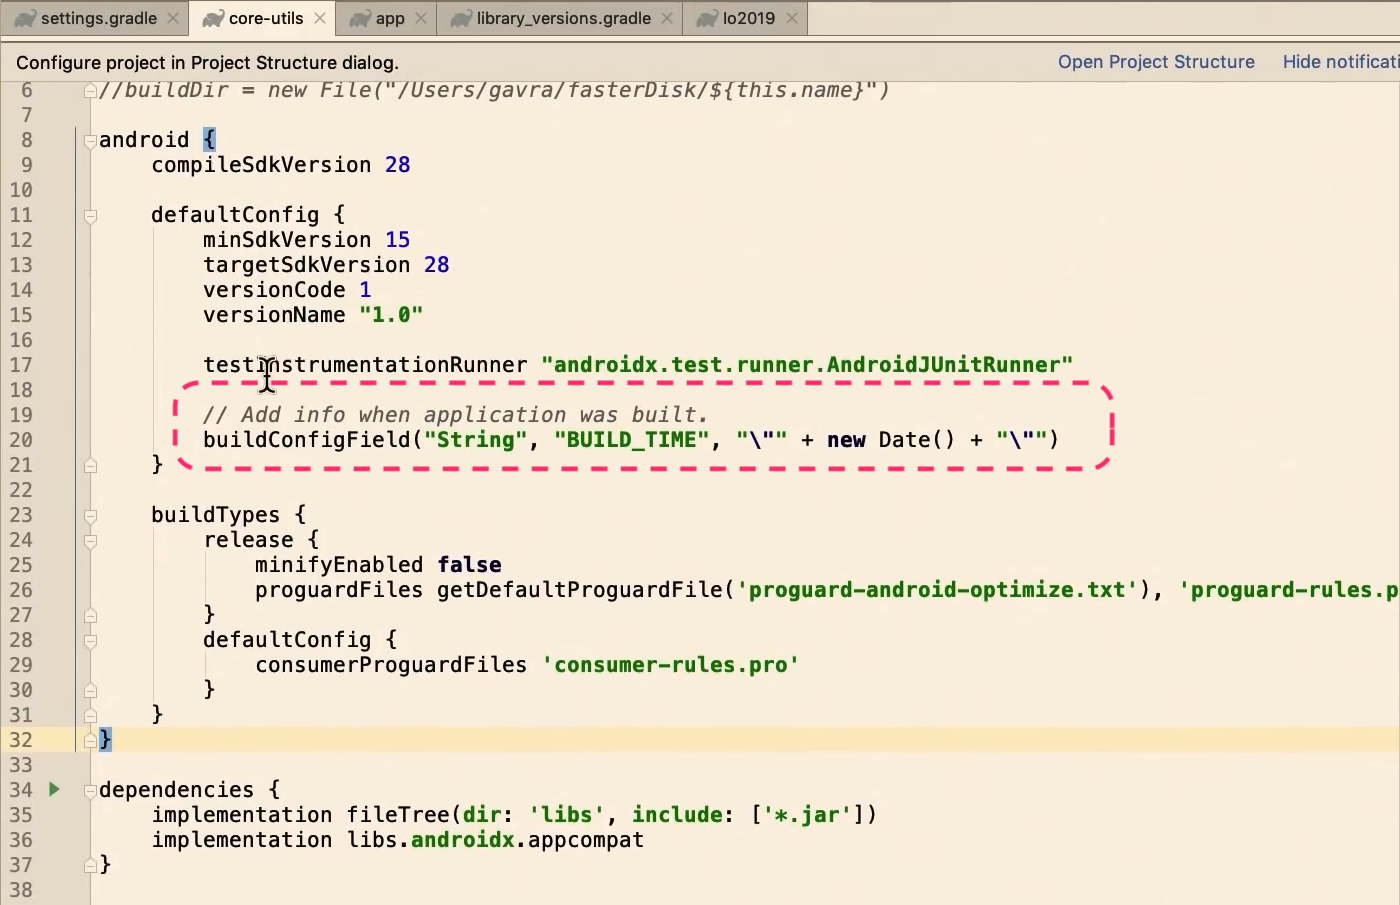 settings.gradle
core-utils
app
library_versions.gradle
Io2019
Configure project in Project Structure dialog.
Open Project Structure
Hide notificati
6 //buildDir = new File("/Users/gavra/fasterDisk/${this.name}")
7
8 android {
9 compileSdkVersion 28
10
11 defaultConfig {
12 minSdkVersion 15
13 targetSdkVersion 28
14 versionCode 1
15 versionName "1.0"
16
17 testInstrumentationRunner "androidx.test.runner.AndroidJUnitRunner"
18
19 // Add info when application was built.
20 buildConfigField("String", "BUILD_TIME", "\"" + new Date() + "\"")
21 }
22
23 buildTypes {
24 release {
25 minifyEnabled false
26 proguardFiles getDefaultProguardFile('proguard-android-optimize.txt'), 'proguard-rules.p
27 }
28 defaultConfig {
29 consumerProguardFiles 'consumer-rules.pro'
30 }
31 }
32 }
33
34 dependencies {
35 implementation fileTree(dir: 'libs', include: ['*.jar'])
36 implementation libs.androidx.appcompat
37 }
38